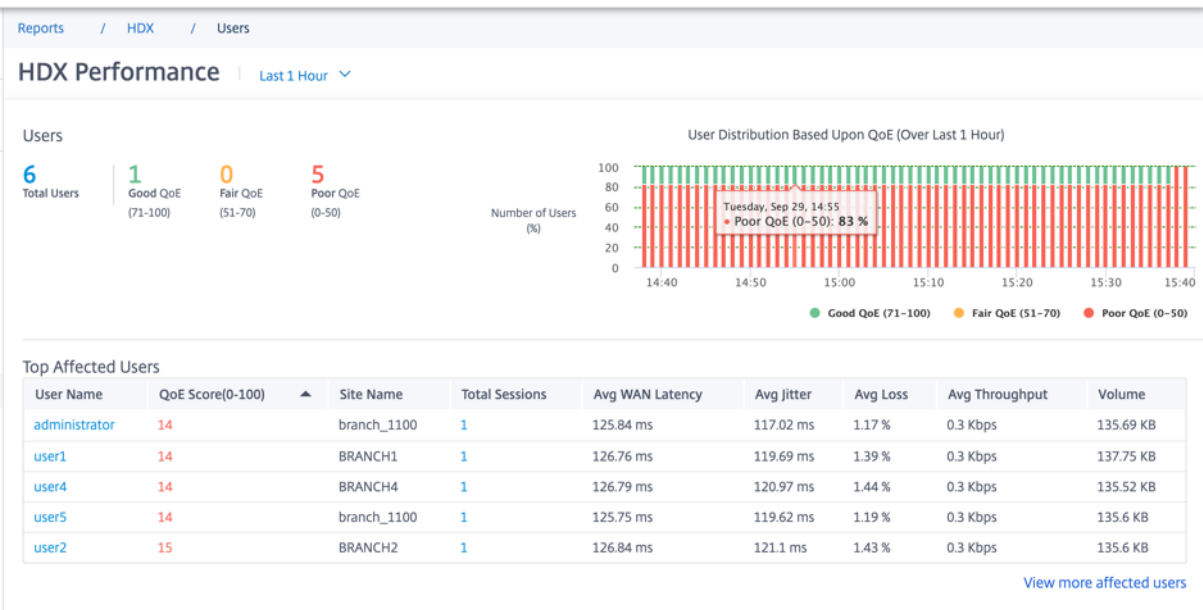 Reports / HDX / Users
HDX Performance Last 1 Hour
Users
6 1 0 5
Total Users Good QoE Fair QoE Poor QoE
(71-100) (51-70) (0-50)
User Distribution Based Upon QoE (Over Last 1 Hour)
Number of Users
(%)
100
80
60
40
20
0
Tuesday, Sep 29, 14:55
• Poor QoE (0-50): 83 %
14:40 14:50 15:00 15:10 15:20 15:30 15:40
Good QoE (71-100) Fair QoE (51-70) Poor QoE (0-50)
Top Affected Users
User Name QoE Score(0-100) Site Name Total Sessions Avg WAN Latency Avg Jitter Avg Loss Avg Throughput Volume
administrator 14 branch_1100 1 125.84 ms 117.02 ms 1.17 % 0.3 Kbps 135.69 KB
user1 14 BRANCH1 1 126.76 ms 119.69 ms 1.39 % 0.3 Kbps 137.75 KB
user4 14 BRANCH4 1 126.79 ms 120.97 ms 1.44 % 0.3 Kbps 135.52 KB
user5 14 branch_1100 1 125.75 ms 119.62 ms 1.19 % 0.3 Kbps 135.6 KB
user2 15 BRANCH2 1 126.84 ms 121.1 ms 1.43 % 0.3 Kbps 135.6 KB
View more affected users